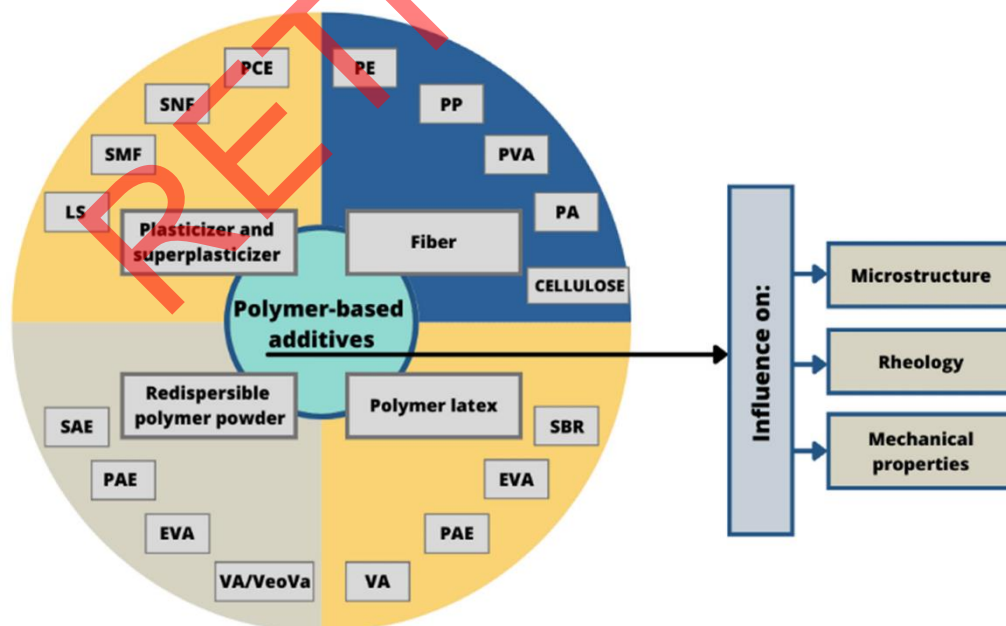 PCE
SNF
SMF
LS
Plasticizer and
superplasticizer
PE
PP
PVA
PA
CELLULOSE
Fiber
Polymer-based
additives
Redispersible
polymer powder
SAE
PAE
EVA
VA/VeoVa
Polymer latex
SBR
EVA
PAE
VA
Influence on:
Microstructure
Rheology
Mechanical
properties
RET